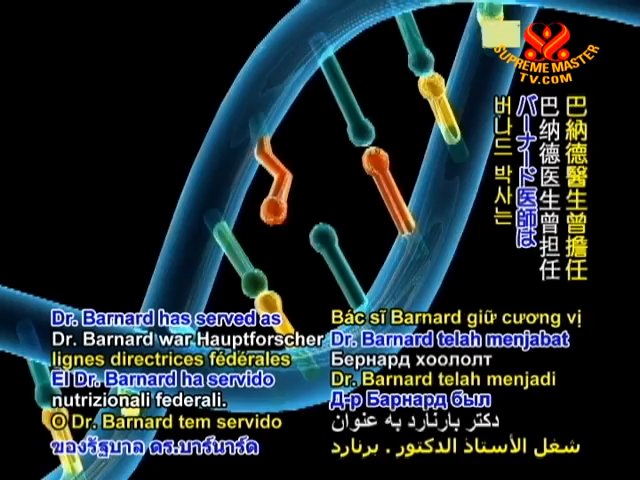 SUPREME MASTER
TV.COM
巴納德醫生曾擔任
巴纳德医生曾担任
バーナード医師は
버나드 박사는
Dr. Barnard has served as
Dr. Barnard war Hauptforscher
lignes directrices fédérales
El Dr. Barnard ha servido
nutrizionali federali.
O Dr. Barnard tem servido
ของรัฐบาล ดร.บาร์นาร์ด
Bác sĩ Barnard giữ cương vị
Dr. Barnard telah menjabat
Бернард хоололт
Dr. Barnard telah menjadi
Д-р Барнард был
دکتر بارنارد به عنوان
شغل الأستاذ الدكتور . برنارد